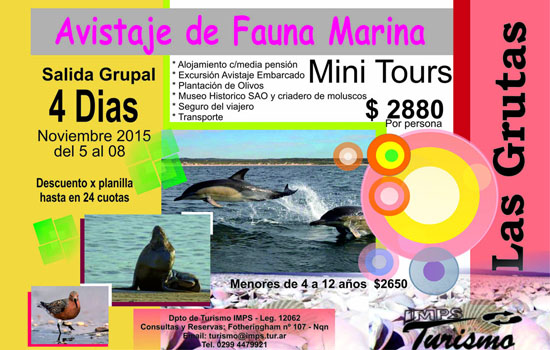 Avistaje de Fauna Marina
Salida Grupal
4 Dias
Noviembre 2015
del 5 al 08
Descuento x planilla
hasta en 24 cuotas
* Alojamiento c/media pensión
* Excursión Avistaje Embarcado
* Plantación de Olivos
* Museo Historico SAO y criadero de moluscos
* Seguro del viajero
* Transporte
Mini Tours
$ 2880
Por persona
Las Grutas
Menores de 4 a 12 años $2650
Dpto de Turismo IMPS - Leg. 12062
Consultas y Reservas; Fotheringham nº 107 - Nqn
Email: turismo@imps.tur.ar
Tel. 0299 4479921
IMPS
Turismo